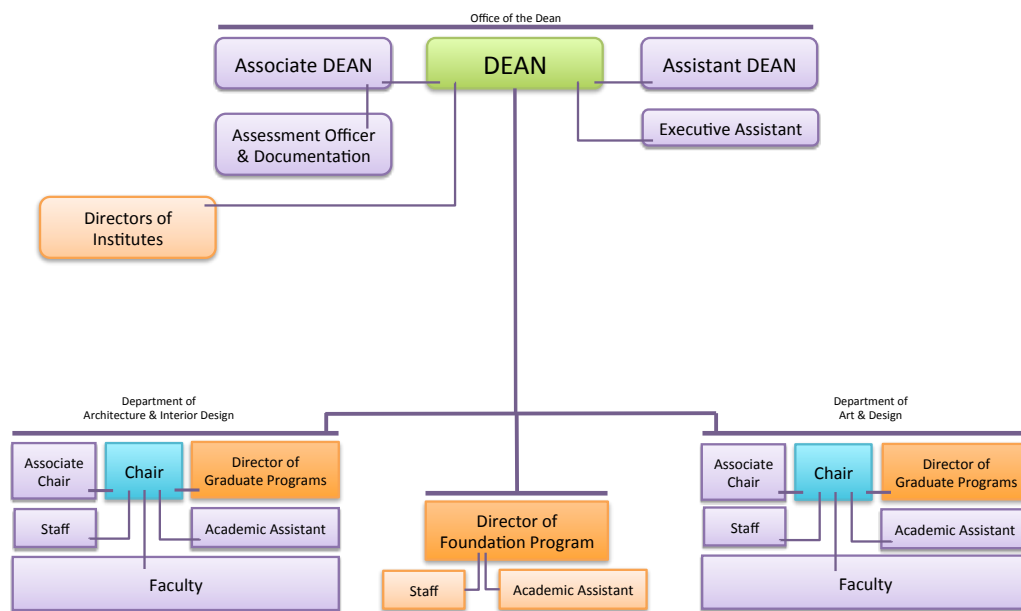 Office of the Dean
Associate DEAN
DEAN
Assistant DEAN
Assessment Officer
& Documentation
Executive Assistant
Directors of
Institutes
Department of
Architecture & Interior Design
Department of
Art & Design
Associate
Chair
Chair
Director of
Graduate Programs
Staff
Academic Assistant
Faculty
Director of
Foundation Program
Staff
Academic Assistant
Associate
Chair
Chair
Director of
Graduate Programs
Staff
Academic Assistant
Faculty